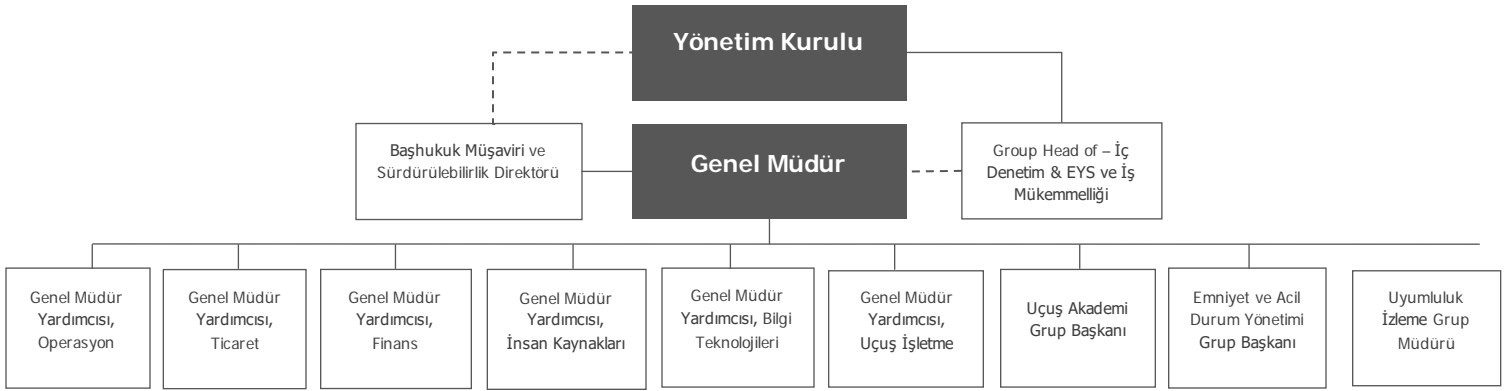 Yönetim Kurulu
Başhukuk Müşaviri ve
Sürdürülebilirlik Direktörü
Genel Müdür
Group Head of – İç
Denetim & EYS ve İş
Mükemmelliği
Genel Müdür
Yardımcısı,
Operasyon
Genel Müdür
Yardımcısı,
Ticaret
Genel Müdür
Yardımcısı,
Finans
Genel Müdür
Yardımcısı,
İnsan Kaynakları
Genel Müdür
Yardımcısı, Bilgi
Teknolojileri
Genel Müdür
Yardımcısı,
Uçuş İşletme
Uçuş Akademi
Grup Başkanı
Emniyet ve Acil
Durum Yönetimi
Grup Başkanı
Uyumluluk
İzleme Grup
Müdürü